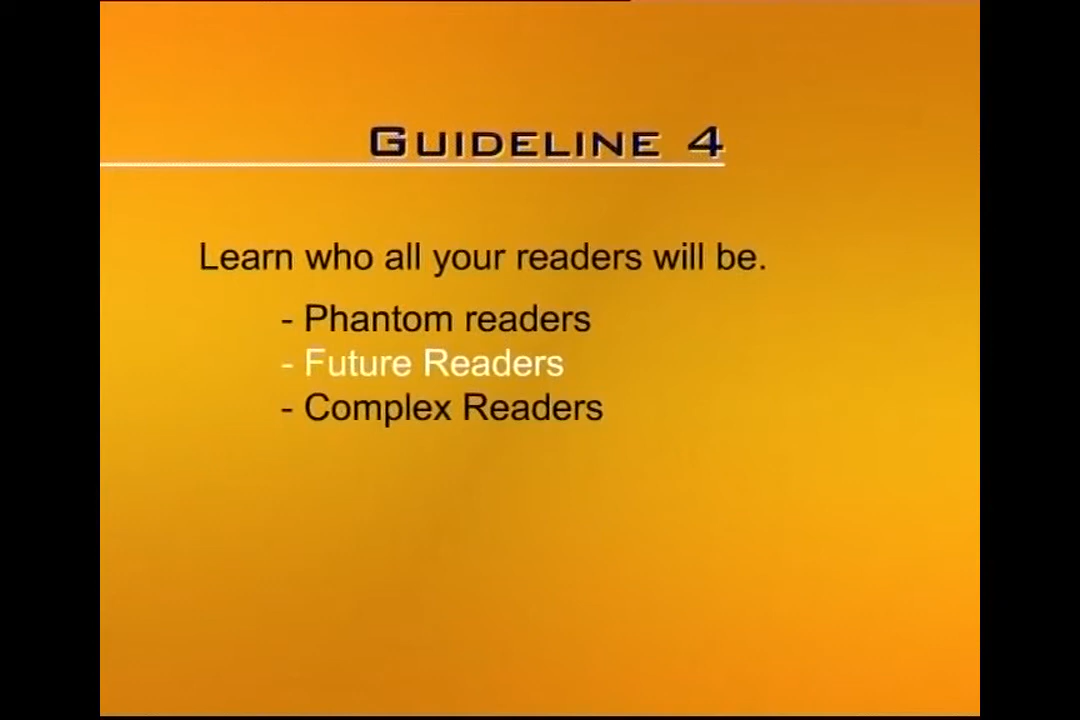 GUIDELINE 4
Learn who all your readers will be.
- Phantom readers
- Future Readers
- Complex Readers